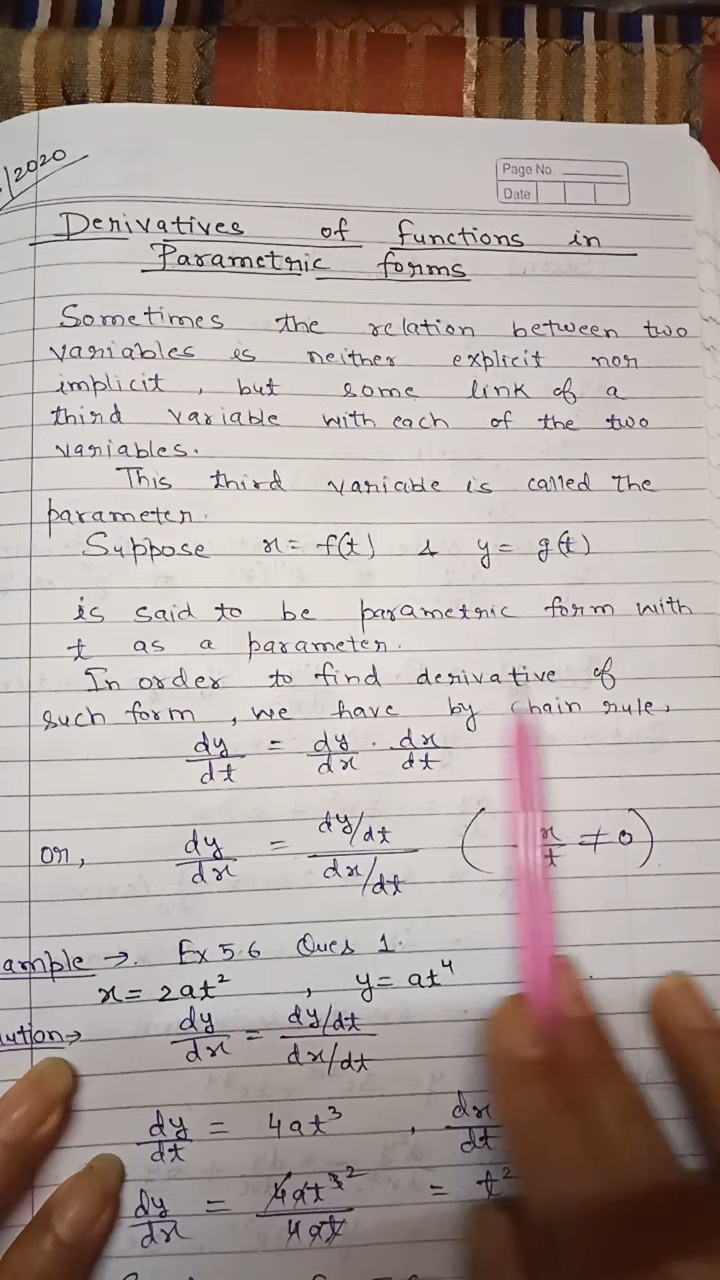 /2020
Page No.
Date
Derivatives of functions in
Parametric forms
Sometimes the relation between two
variables is neither explicit nor
implicit, but some link of a
third variable with each of the two
variables.
This third variable is called the
parameter.
Suppose x = f(t) & y = g(t)
is said to be parametric form with
t as a parameter.
In order to find derivative of
such form, we have by chain rule,
dy/dt = dy/dx · dx/dt
or, dy/dx = (dy/dt)/(dx/dt) ( x/t ≠ 0)
ample → Ex 5.6 Ques 1.
x = 2at², y = at⁴
lution → dy/dx = (dy/dt)/(dx/dt)
dy/dt = 4at³, dx/dt
dy/dx = 4at³ ²/4at = t²